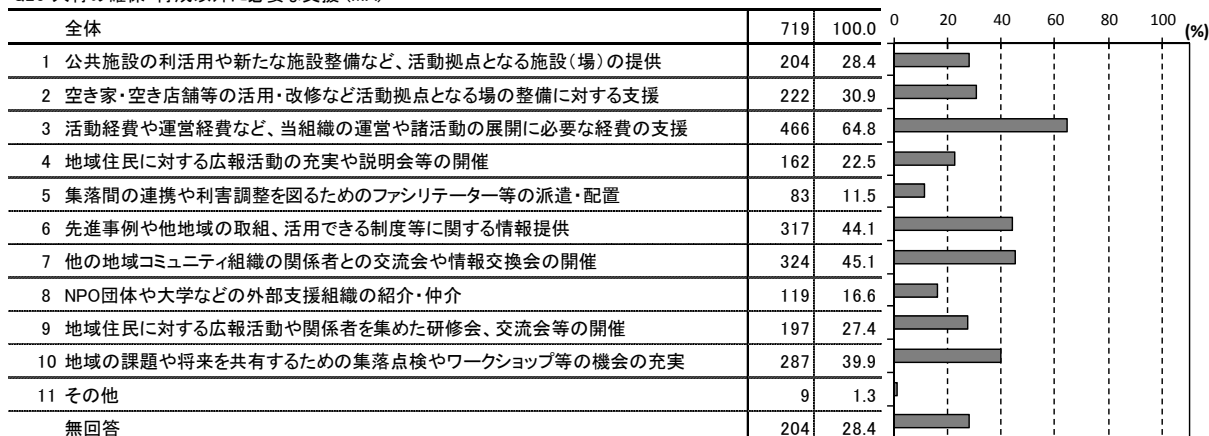 全体 719 100.0 0 20 40 60 80 100 (%)
1 公共施設の利活用や新たな施設整備など、活動拠点となる施設(場)の提供 204 28.4
2 空き家・空き店舗等の活用・改修など活動拠点となる場の整備に対する支援 222 30.9
3 活動経費や運営経費など、当組織の運営や諸活動の展開に必要な経費の支援 466 64.8
4 地域住民に対する広報活動の充実や説明会等の開催 162 22.5
5 集落間の連携や利害調整を図るためのファシリテーター等の派遣・配置 83 11.5
6 先進事例や他地域の取組、活用できる制度等に関する情報提供 317 44.1
7 他の地域コミュニティ組織の関係者との交流会や情報交換会の開催 324 45.1
8 NPO団体や大学などの外部支援組織の紹介・仲介 119 16.6
9 地域住民に対する広報活動や関係者を集めた研修会、交流会等の開催 197 27.4
10 地域の課題や将来を共有するための集落点検やワークショップ等の機会の充実 287 39.9
11 その他 9 1.3
無回答 204 28.4